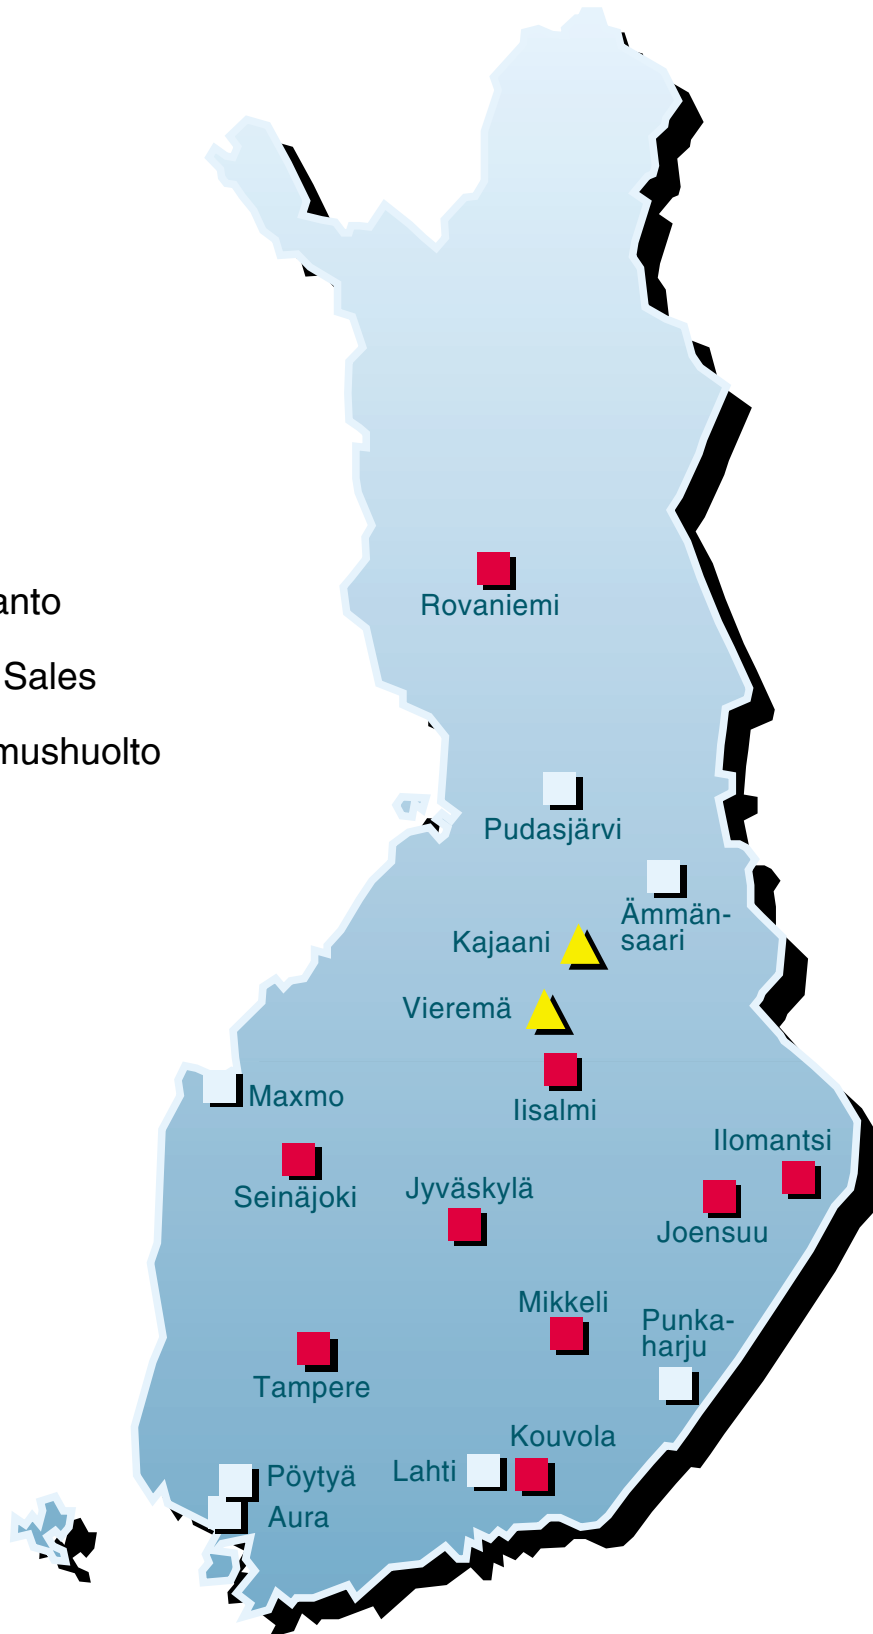 Rovaniemi
anto
Sales
mushuolto
Pudasjärvi
Ämmän-
saari
Kajaani
Vieremä
Iisalmi
Maxmo
Ilomantsi
Seinäjoki
Jyväskylä
Joensuu
Mikkeli
Punka-
harju
Tampere
Kouvola
Lahti
Pöytyä
Aura